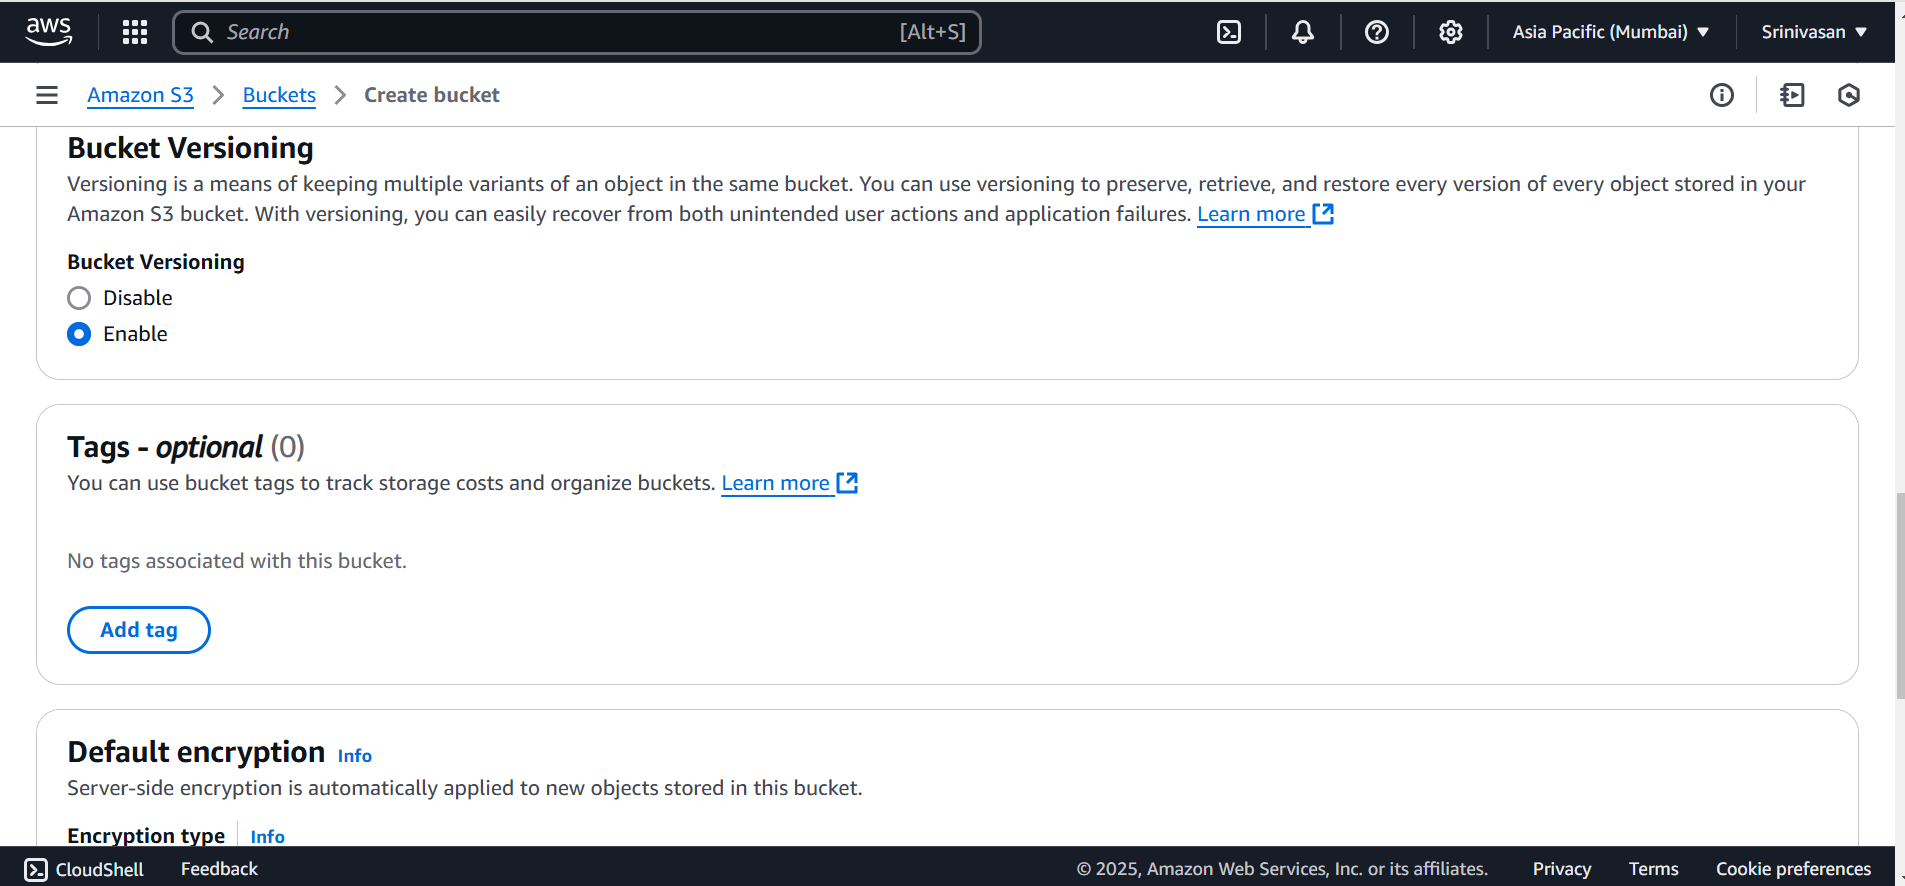 aws
Search
[Alt+S]
Asia Pacific (Mumbai)
Srinivasan
Amazon S3
Buckets
Create bucket
Bucket Versioning
Versioning is a means of keeping multiple variants of an object in the same bucket. You can use versioning to preserve, retrieve, and restore every version of every object stored in your
Amazon S3 bucket. With versioning, you can easily recover from both unintended user actions and application failures. Learn more
Bucket Versioning
Disable
Enable
Tags - optional (0)
You can use bucket tags to track storage costs and organize buckets. Learn more
No tags associated with this bucket.
Add tag
Default encryption Info
Server-side encryption is automatically applied to new objects stored in this bucket.
Encryption type Info
CloudShell
Feedback
© 2025, Amazon Web Services, Inc. or its affiliates.
Privacy
Terms
Cookie preferences